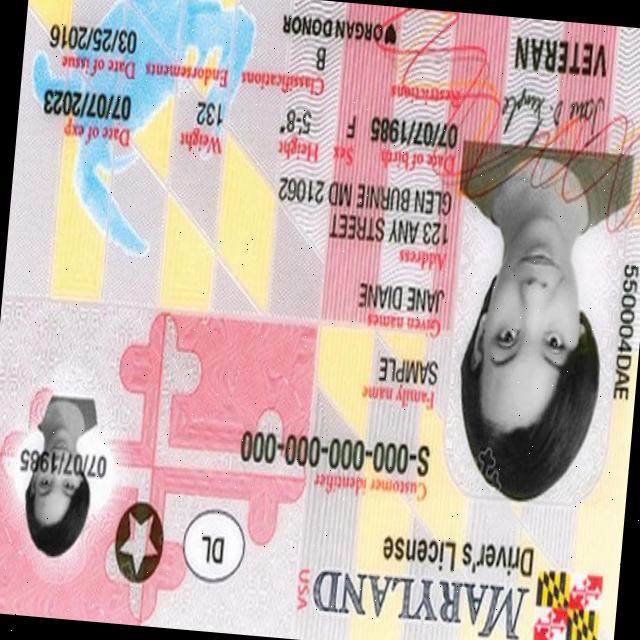 MARYLAND USA
Driver's License
DL
Customer identifier
S-000-000-000-000
Family name
SAMPLE
Given names
JANE DIANE
Address
123 ANY STREET
GLEN BURNIE MD 21062
Date of birth Sex Height Weight Date of exp
07/07/1985 F 5'-8" 132 07/07/2023
Restrictions Classifications Endorsements Date of issue
B 03/25/2016
VETERAN ORGAN DONOR
07/07/1985
550004DAE